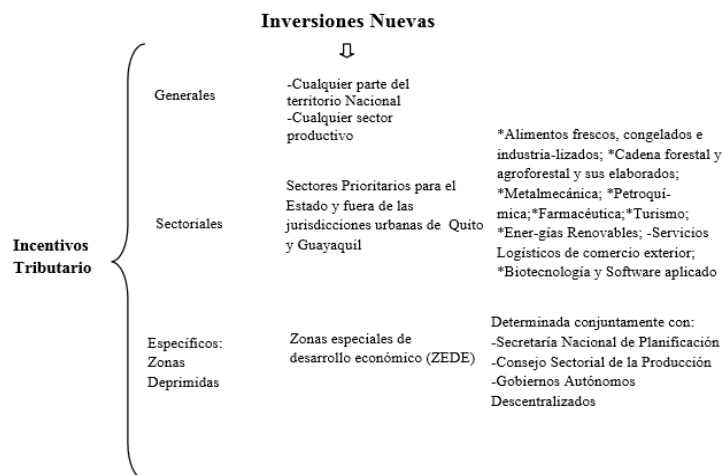 Inversiones Nuevas
Generales
-Cualquier parte del
territorio Nacional
-Cualquier sector
productivo
Incentivos
Tributario
Sectoriales
Sectores Prioritarios para el
Estado y fuera de las
jurisdicciones urbanas de Quito
y Guayaquil
*Alimentos frescos, congelados e
industria-lizados; *Cadena forestal y
agroforestal y sus elaborados;
*Metalmecánica; *Petroquí-
mica;*Farmacéutica;*Turismo;
*Ener-gías Renovables; -Servicios
Logísticos de comercio exterior;
*Biotecnología y Software aplicado
Específicos:
Zonas
Deprimidas
Zonas especiales de
desarrollo económico (ZEDE)
Determinada conjuntamente con:
-Secretaría Nacional de Planificación
-Consejo Sectorial de la Producción
-Gobiernos Autónomos
Descentralizados